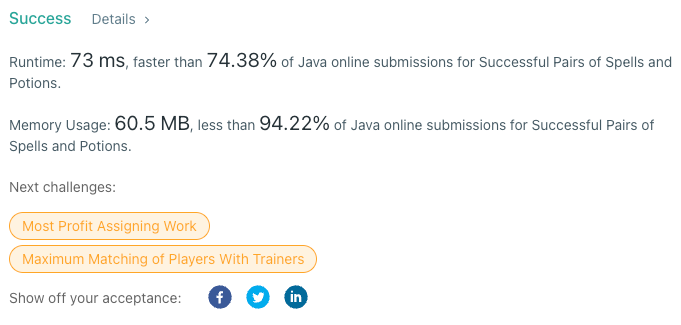 Success Details ›
Runtime: 73 ms, faster than 74.38% of Java online submissions for Successful Pairs of Spells and
Potions.
Memory Usage: 60.5 MB, less than 94.22% of Java online submissions for Successful Pairs of
Spells and Potions.
Next challenges:
Most Profit Assigning Work
Maximum Matching of Players With Trainers
Show off your acceptance: f in